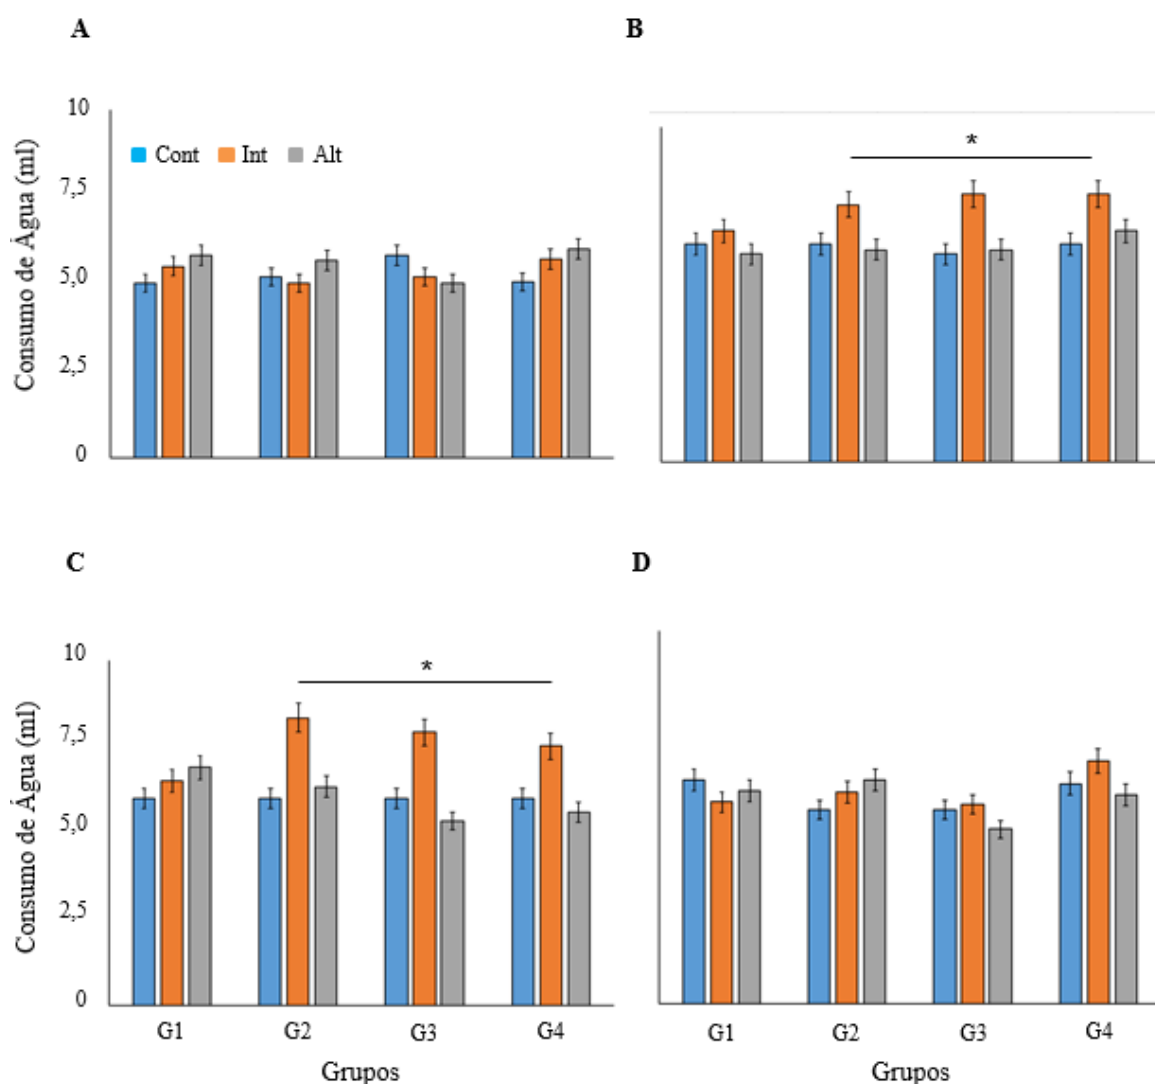 A
B
10
7,5
5,0
2,5
0
Consumo de Água (ml)
Cont Int Alt
*
C
D
10
7,5
5,0
2,5
0
Consumo de Água (ml)
*
G1 G2 G3 G4
Grupos
G1 G2 G3 G4
Grupos